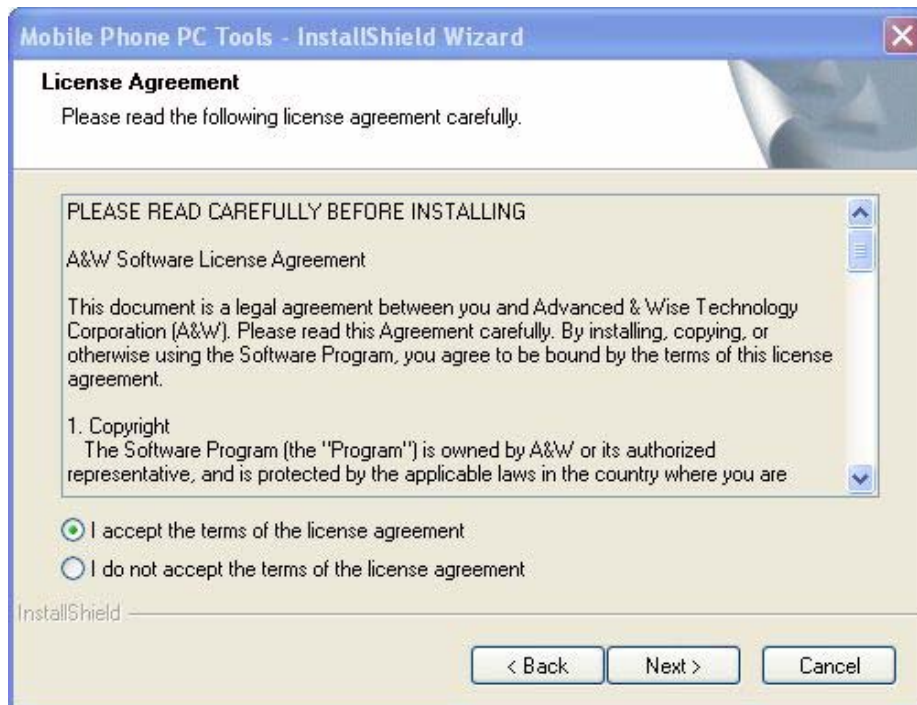 Mobile Phone PC Tools - InstallShield Wizard
License Agreement
Please read the following license agreement carefully.
PLEASE READ CAREFULLY BEFORE INSTALLING
A&W Software License Agreement
This document is a legal agreement between you and Advanced & Wise Technology
Corporation (A&W). Please read this Agreement carefully. By installing, copying, or
otherwise using the Software Program, you agree to be bound by the terms of this license
agreement.
1. Copyright
The Software Program (the "Program") is owned by A&W or its authorized
representative, and is protected by the applicable laws in the country where you are
I accept the terms of the license agreement
I do not accept the terms of the license agreement
InstallShield
< Back Next > Cancel